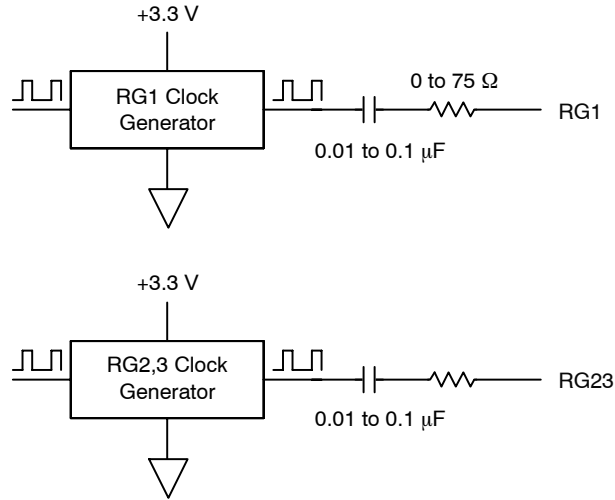 +3.3 V
RG1 Clock
Generator
0 to 75 Ω
RG1
0.01 to 0.1 μF
+3.3 V
RG2,3 Clock
Generator
RG23
0.01 to 0.1 μF